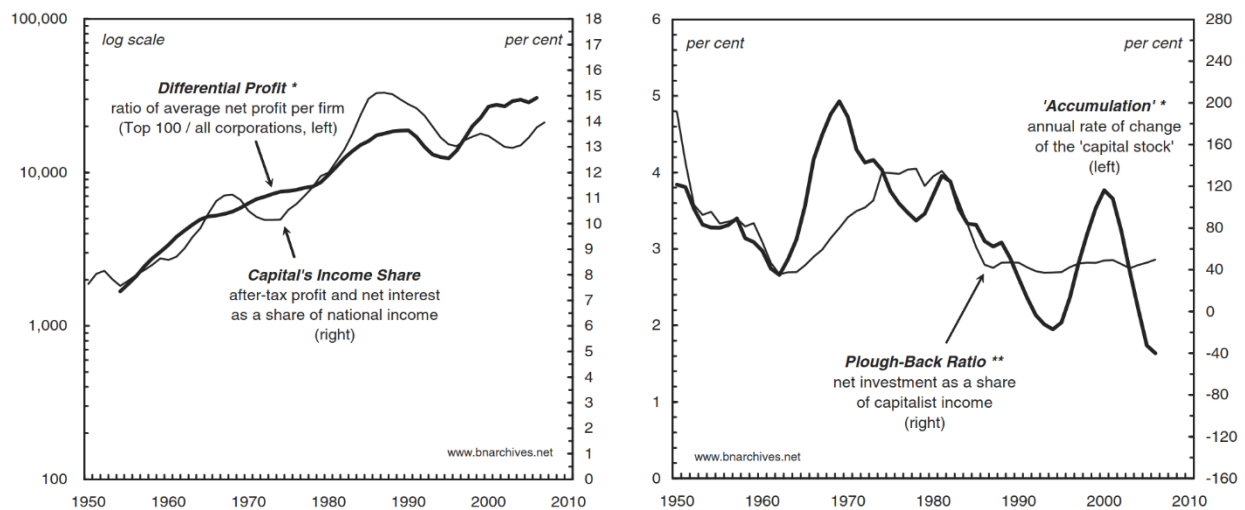 100,000
10,000
1,000
100
log scale
per cent
Differential Profit *
ratio of average net profit per firm
(Top 100 / all corporations, left)
Capital's Income Share
after-tax profit and net interest
as a share of national income
(right)
www.bnarchives.net
18
17
16
15
14
13
12
11
10
9
8
7
6
5
4
3
2
1
0
1950
1960
1970
1980
1990
2000
2010
6
5
4
3
2
1
0
per cent
per cent
'Accumulation' *
annual rate of change
of the 'capital stock'
(left)
Plough-Back Ratio **
net investment as a share
of capitalist income
(right)
www.bnarchives.net
280
240
200
160
120
80
40
0
-40
-80
-120
-160
1950
1960
1970
1980
1990
2000
2010